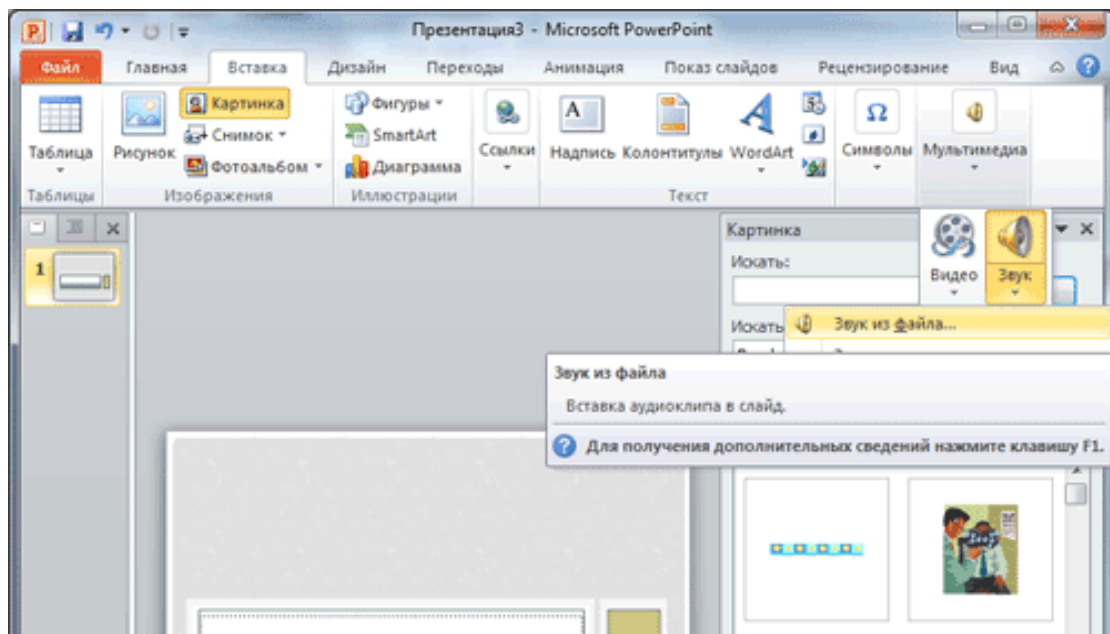 Презентация3 - Microsoft PowerPoint
Файл Главная Вставка Дизайн Переходы Анимация Показ слайдов Рецензирование Вид
Таблица
Рисунок
Картинка
Снимок
Фотоальбом
Фигуры
SmartArt
Диаграмма
Ссылки
Надпись
Колонтитулы
WordArt
Символы
Мультимедиа
Таблицы Изображения Иллюстрации Текст
1
Картинка
Искать:
Видео Звук
Искать
Звук из файла...
Звук из файла
Вставка аудиоклипа в слайд.
Для получения дополнительных сведений нажмите клавишу F1.